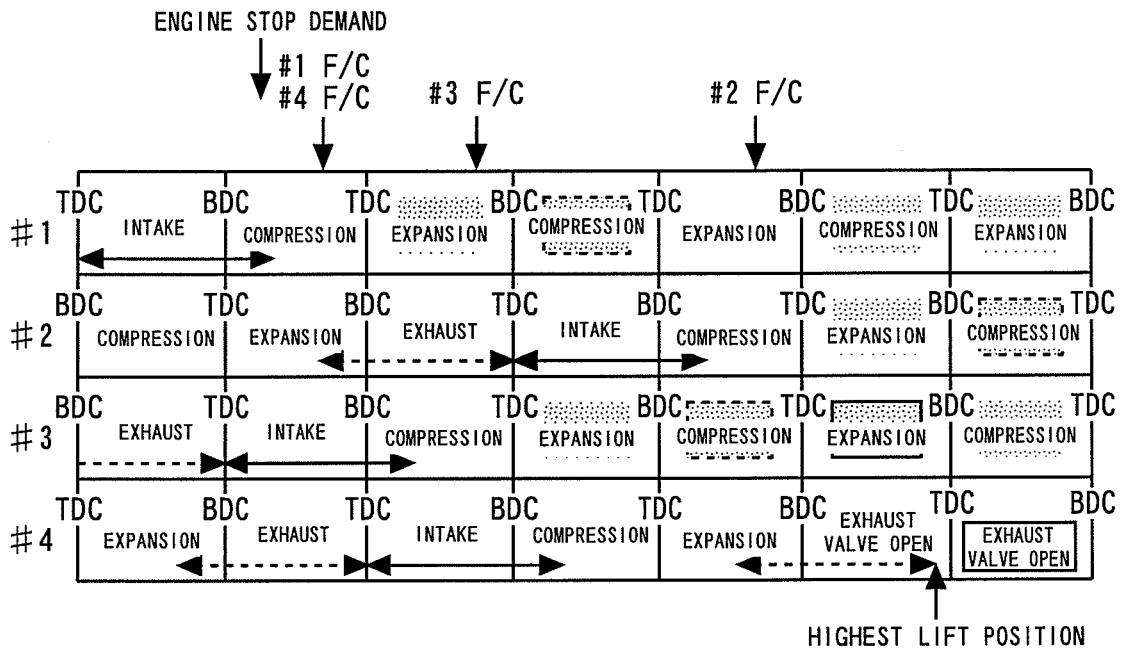 ENGINE STOP DEMAND
#1 F/C
#4 F/C
#3 F/C
#2 F/C
TDC BDC TDC BDC TDC BDC TDC BDC
#1 INTAKE COMPRESSION EXPANSION COMPRESSION EXPANSION COMPRESSION EXPANSION
BDC TDC BDC TDC BDC TDC BDC TDC
#2 COMPRESSION EXPANSION EXHAUST INTAKE COMPRESSION EXPANSION COMPRESSION
BDC TDC BDC TDC BDC TDC BDC TDC
#3 EXHAUST INTAKE COMPRESSION EXPANSION COMPRESSION EXPANSION COMPRESSION
TDC BDC TDC BDC TDC BDC TDC BDC
#4 EXPANSION EXHAUST INTAKE COMPRESSION EXPANSION EXHAUST VALVE OPEN EXHAUST VALVE OPEN
HIGHEST LIFT POSITION